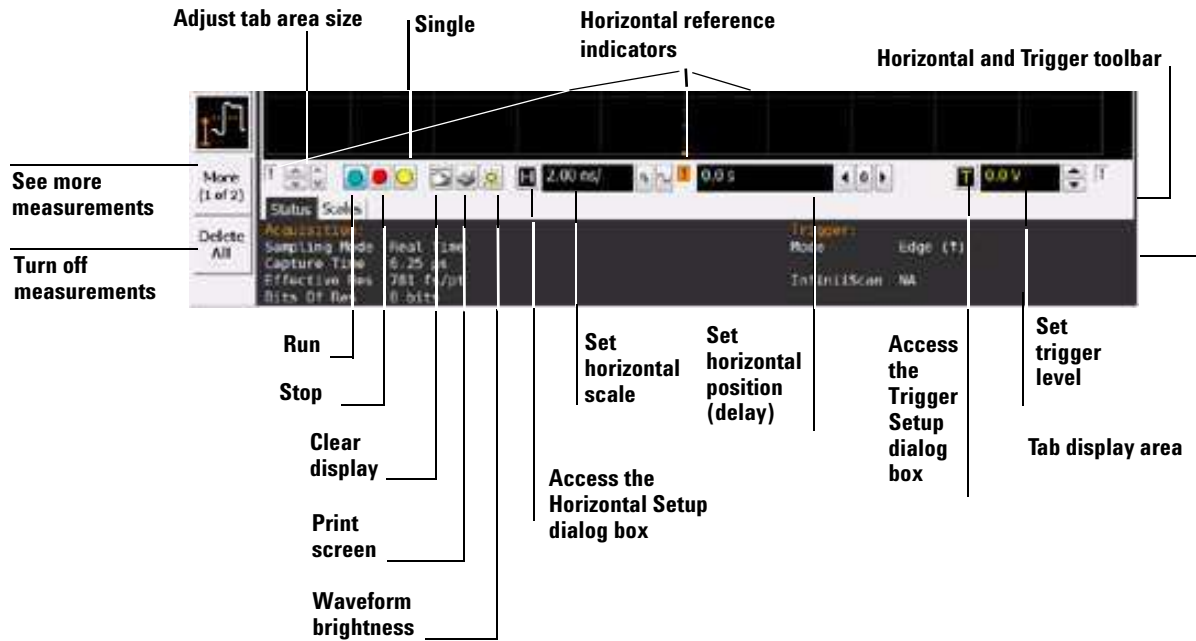 Adjust tab area size
Single
Horizontal reference
indicators
Horizontal and Trigger toolbar
See more
measurements
More
(1 of 2)
2.00 ns/
0.0 s
0
T
0.0 V
Turn off
measurements
Delete
All
Status Scales
Acquisition:
Sampling Mode Real Time
Capture Time 6.25
Effective Res 781 fs/pt
Bits Of Res 8 bits
Trigger:
Mode Edge (↑)
InfiniiScan NA
Run
Stop
Clear
display
Print
screen
Waveform
brightness
Access the
Horizontal Setup
dialog box
Set
horizontal
scale
Set
horizontal
position
(delay)
Access
the
Trigger
Setup
dialog
box
Set
trigger
level
Tab display area